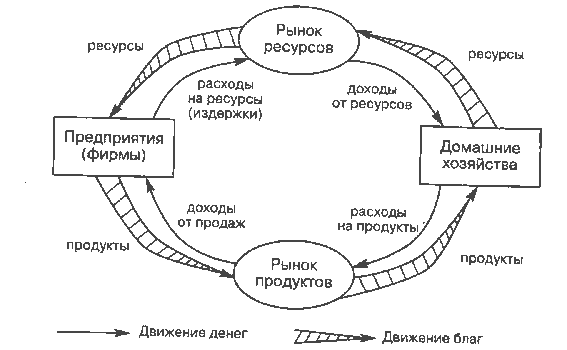 Рынок
ресурсов
ресурсы
ресурсы
расходы
на ресурсы
(издержки)
доходы
от ресурсов
Предприятия
(фирмы)
Домашние
хозяйства
доходы
от продаж
расходы
на продукты
продукты
Рынок
продуктов
продукты
Движение денег
Движение благ